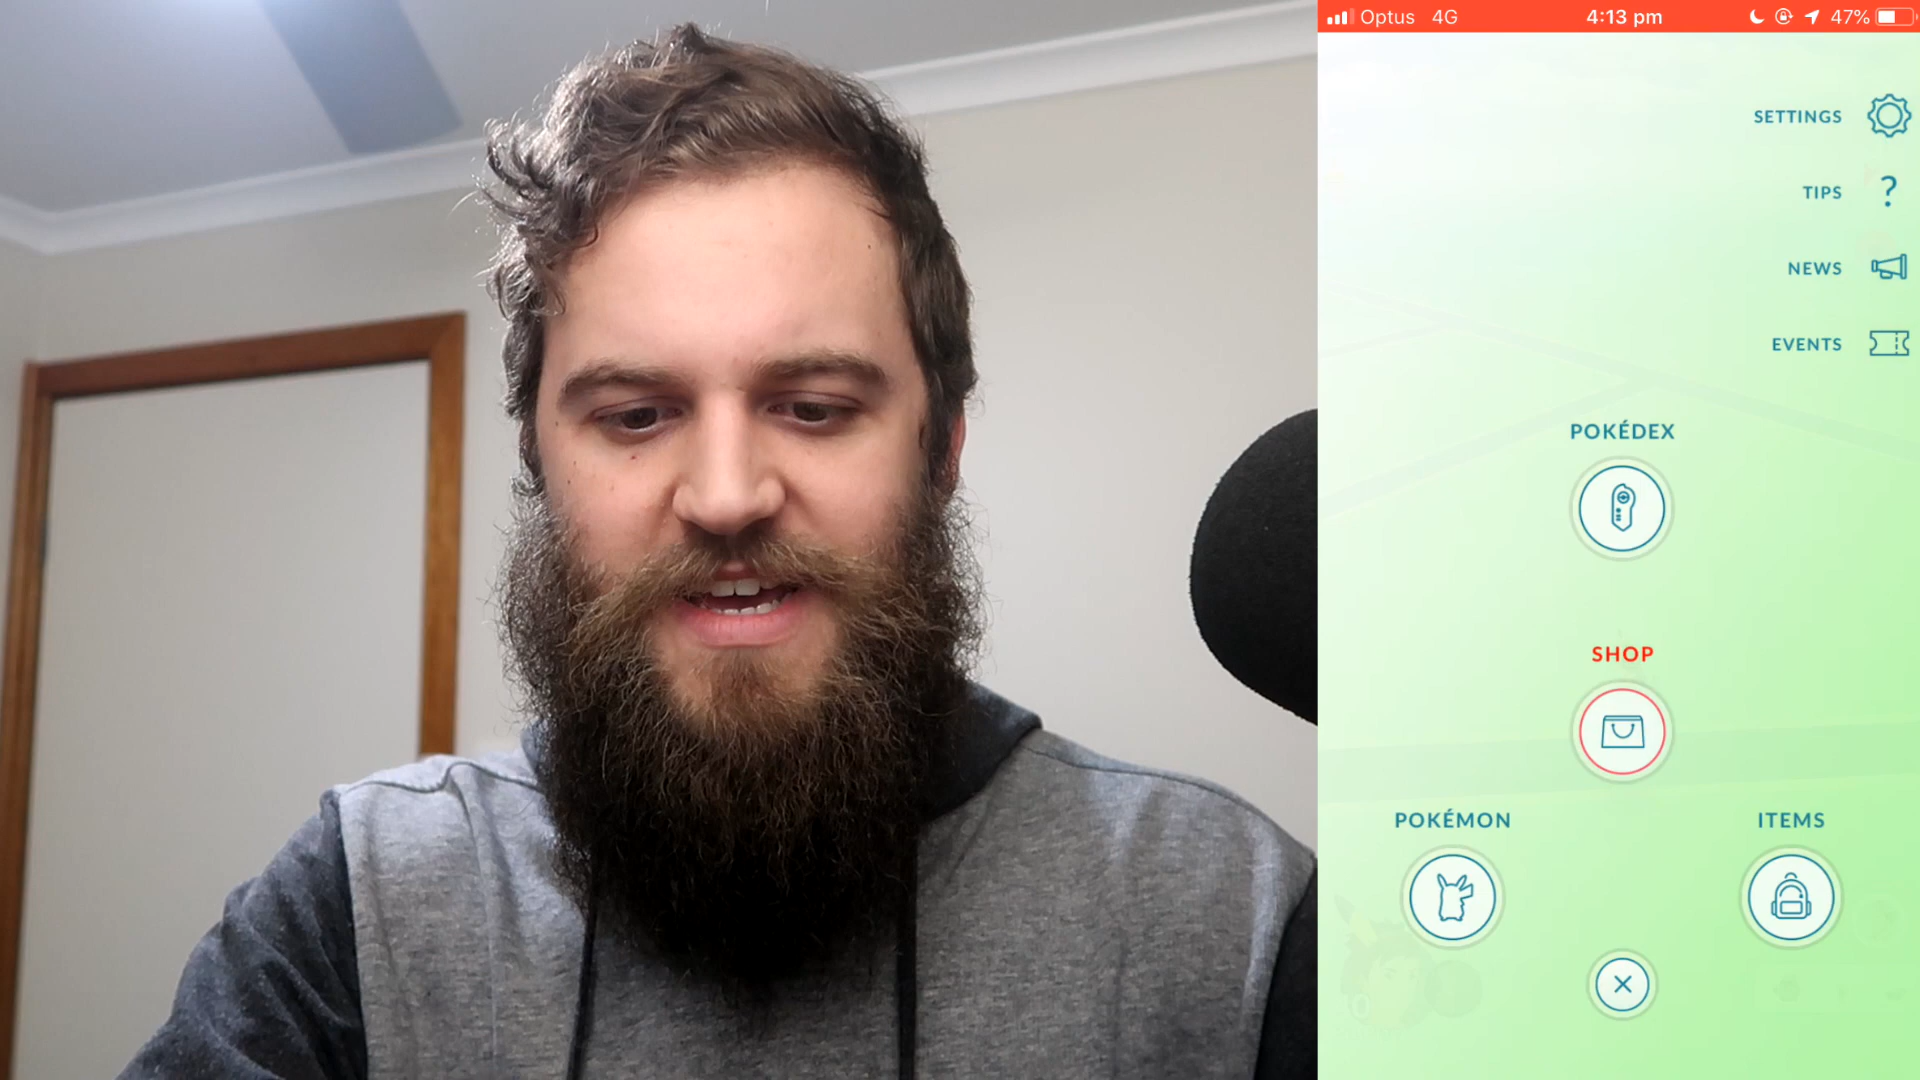 Optus 4G 4:13 pm 47%
SETTINGS
TIPS
?
NEWS
EVENTS
POKÉDEX
SHOP
POKÉMON ITEMS